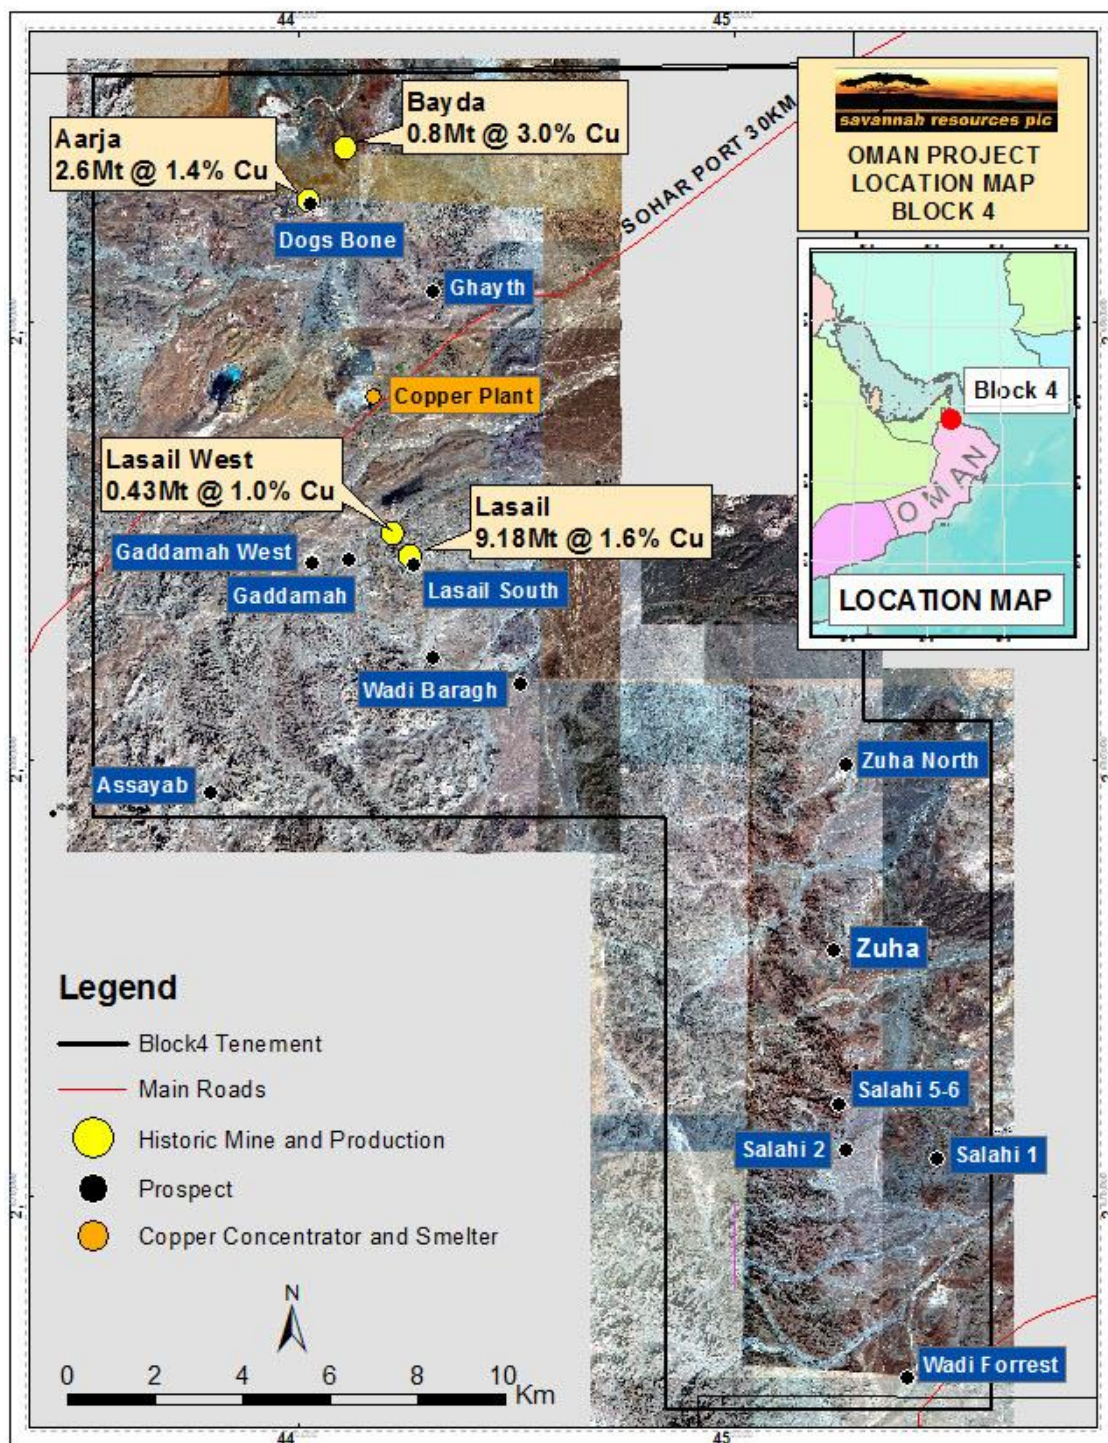 44
45
savannah resources plc
OMAN PROJECT
LOCATION MAP
BLOCK 4
Bayda
0.8Mt @ 3.0% Cu
Aarja
2.6Mt @ 1.4% Cu
SOHAR PORT 30KM
Dogs Bone
Ghayth
Copper Plant
Block 4
OMAN
LOCATION MAP
Lasail West
0.43Mt @ 1.0% Cu
Lasail
9.18Mt @ 1.6% Cu
Gaddamah West
Gaddamah
Lasail South
Wadi Baragh
Zuha North
Assayab
Zuha
Salahi 5-6
Salahi 2
Salahi 1
Wadi Forrest
Legend
Block4 Tenement
Main Roads
Historic Mine and Production
Prospect
Copper Concentrator and Smelter
N
0 2 4 6 8 10
Km
44
45